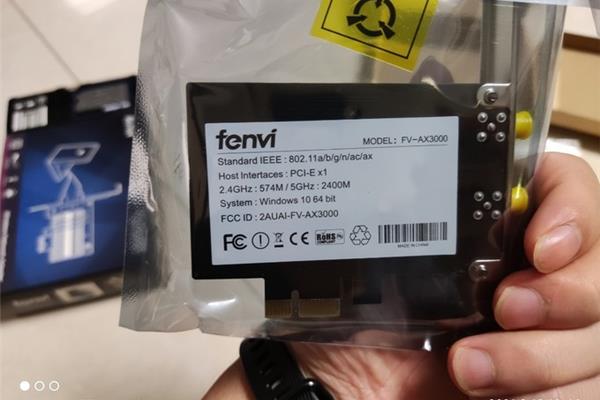 fenvi
MODEL: FV-AX3000
Standard IEEE : 802.11a/b/g/n/ac/ax
Host Interfaces : PCI-E x1
2.4GHz : 574M / 5GHz : 2400M
System : Windows 10 64 bit
FCC ID : 2AUAI-FV-AX3000
FC CE RoHS
MADE IN CHINA
fenvi